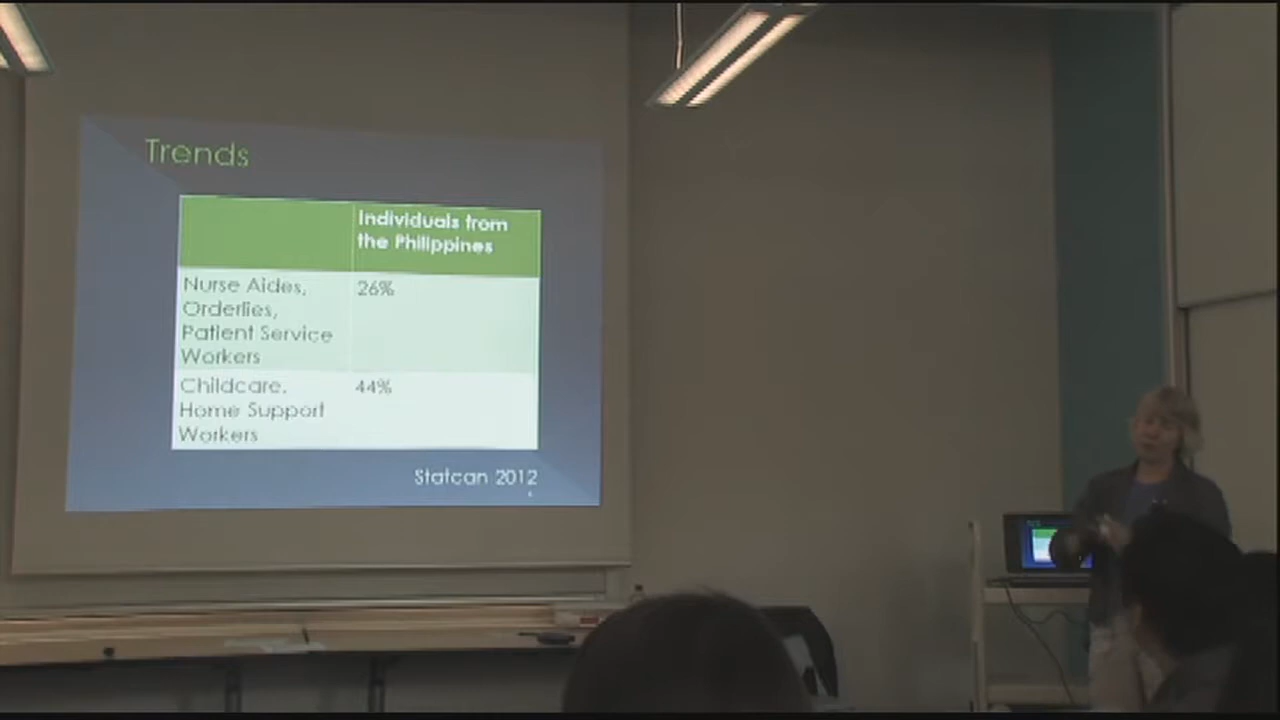 Trends
Individuals from
the Philippines
Nurse Aides,
Orderlies,
Patient Service
Workers
26%
Childcare,
Home Support
Workers
44%
Statcan 2012